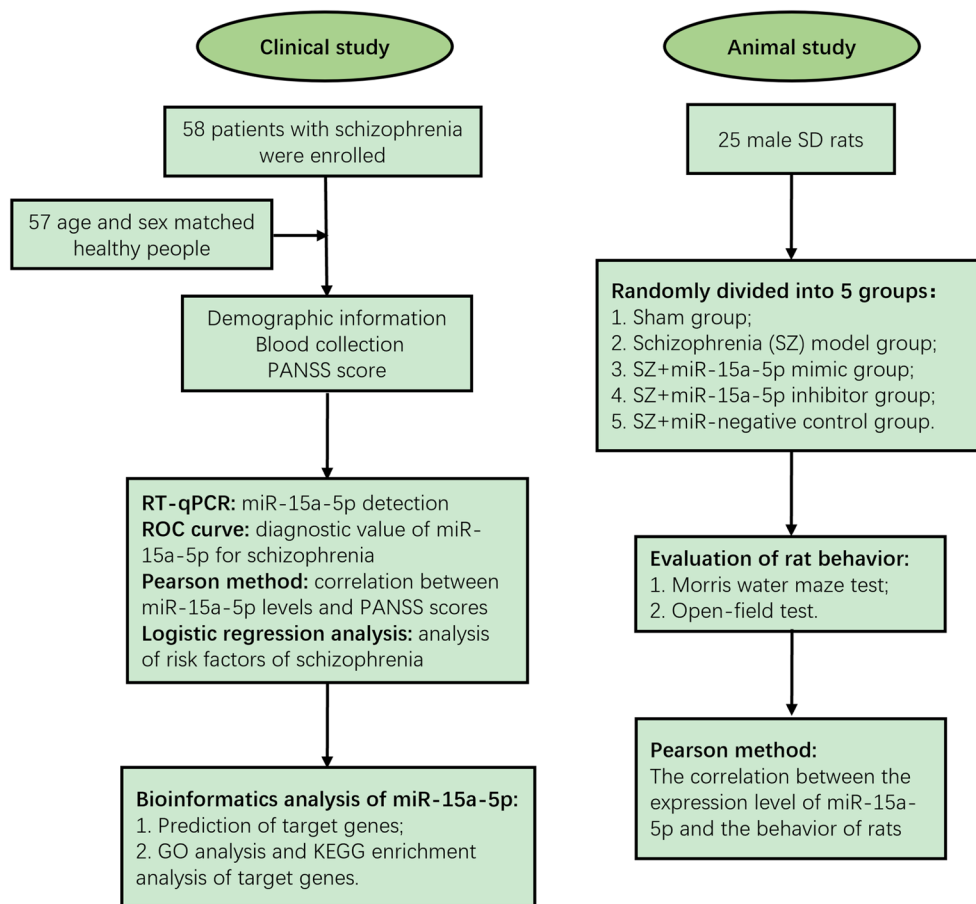 Clinical study
58 patients with schizophrenia
were enrolled
57 age and sex matched
healthy people
Demographic information
Blood collection
PANSS score
RT-qPCR: miR-15a-5p detection
ROC curve: diagnostic value of miR-
15a-5p for schizophrenia
Pearson method: correlation between
miR-15a-5p levels and PANSS scores
Logistic regression analysis: analysis
of risk factors of schizophrenia
Bioinformatics analysis of miR-15a-5p:
1. Prediction of target genes;
2. GO analysis and KEGG enrichment
analysis of target genes.
Animal study
25 male SD rats
Randomly divided into 5 groups:
1. Sham group;
2. Schizophrenia (SZ) model group;
3. SZ+miR-15a-5p mimic group;
4. SZ+miR-15a-5p inhibitor group;
5. SZ+miR-negative control group.
Evaluation of rat behavior:
1. Morris water maze test;
2. Open-field test.
Pearson method:
The correlation between the
expression level of miR-15a-
5p and the behavior of rats